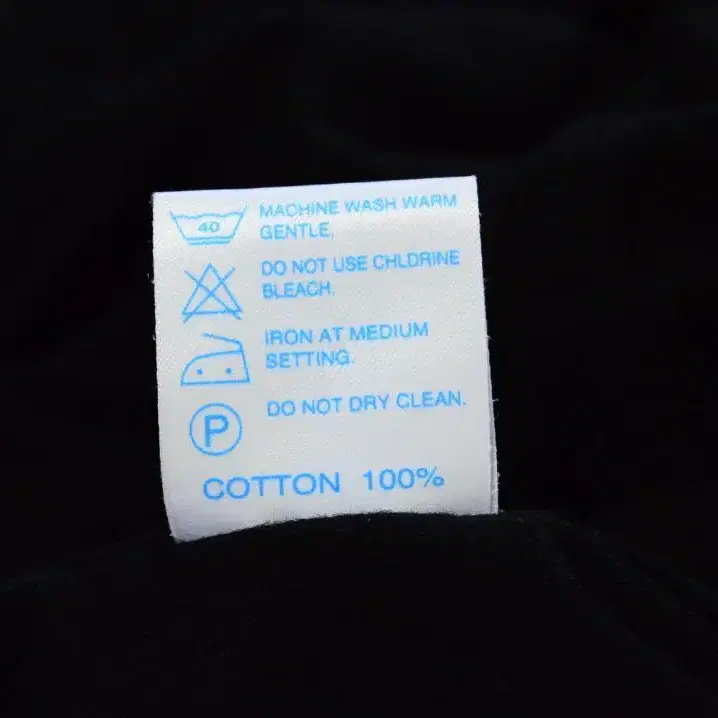 40
MACHINE WASH WARM
GENTLE.
DO NOT USE CHLDRINE
BLEACH.
IRON AT MEDIUM
SETTING.
P
DO NOT DRY CLEAN.
COTTON 100%